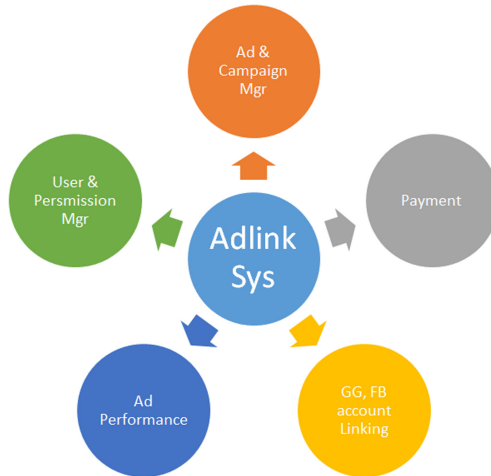 Ad &
Campaign
Mgr
User &
Persmission
Mgr
Payment
Adlink
Sys
Ad
Performance
GG, FB
account
Linking